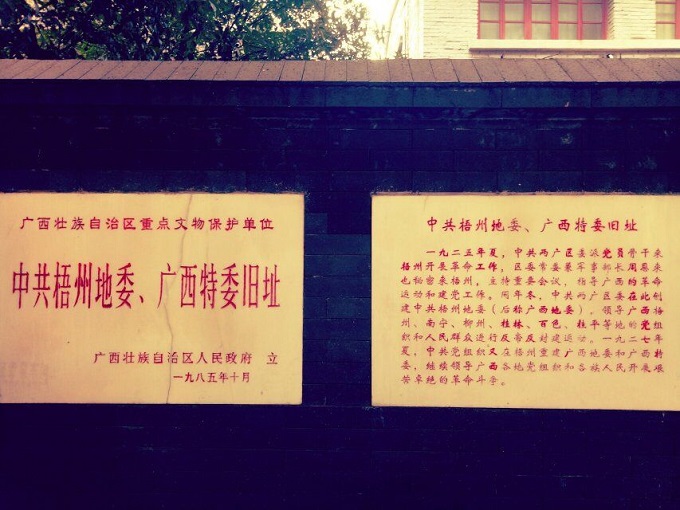 广西壮族自治区重点文物保护单位
中共梧州地委、广西特委旧址
广西壮族自治区人民政府 立
一九八五年十月
中共梧州地委、广西特委旧址
一九二五年夏，中共两广区委派党员骨干来
梧州开展革命工作，区委常委兼军事部长周恩来
也秘密来梧州，主持重要会议，指导广西的革命
运动和建党工作。同年冬，中共两广区委在此创
建中共梧州地委（后称广西地委），领导广西梧
州、南宁、柳州、桂林、百色、桂平等地的党组
织和人民群众进行反帝反封建运动。一九二七年
夏，中共党组织又在梧州重建广西地委和广西特
委，继续领导广西各地党组织和各族人民开展艰
苦卓绝的革命斗争。